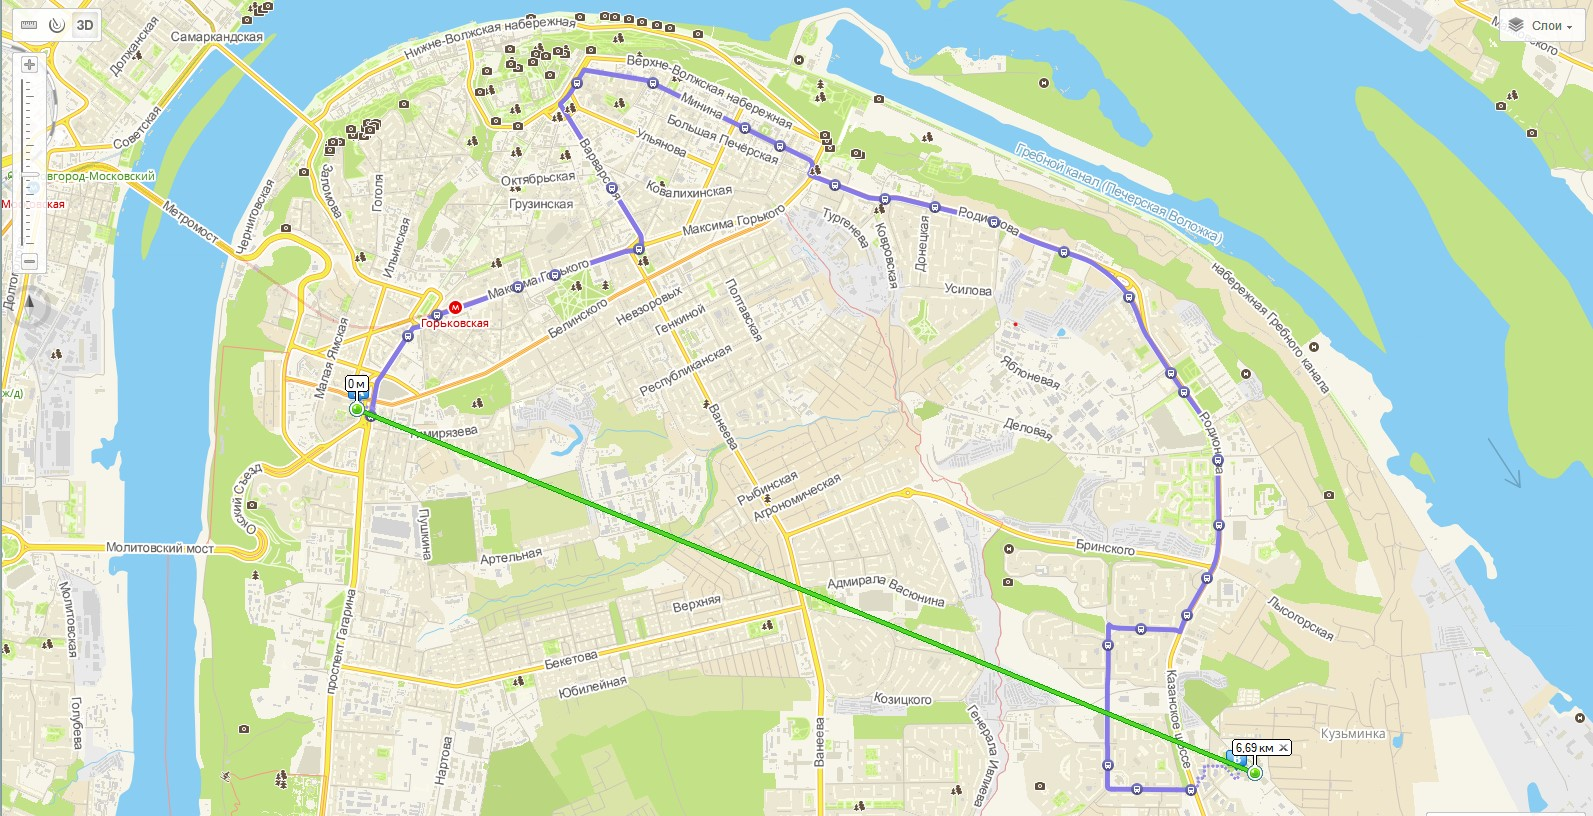 3D
Слои
Самаркандская
Должанская
Нижне-Волжская набережная
Верхне-Волжская набережная
Советская
Минина
Большая Печёрская
Ульянова
Варварская
Гребной канал (Печерская Воложка)
Октябрьская
Ковалихинская
Грузинская
Гоголя
Черниговская
Метромост
Ильинская
Максима Горького
Тургенева
Ковровская
Донецкая
Родионова
набережная Гребного канала
Усилова
Максима Горького
Полтавская
Невзоровых
Белинского
Генкиной
Горьковская
Малая Ямская
Республиканская
Яблоневая
0 м
Тимирязева
Ванеева
Деловая
Родионова
Рыбинская
Агрономическая
Окский Съезд
Пушкина
Молитовский мост
Артельная
Бринского
Адмирала Васюнина
Верхняя
Молитовская
Лысогорская
проспект Гагарина
Бекетова
Юбилейная
Козицкого
Казанское шоссе
Голубева
Нартова
Ванеева
Генерала Ивлиева
Кузьминка
6,69 км